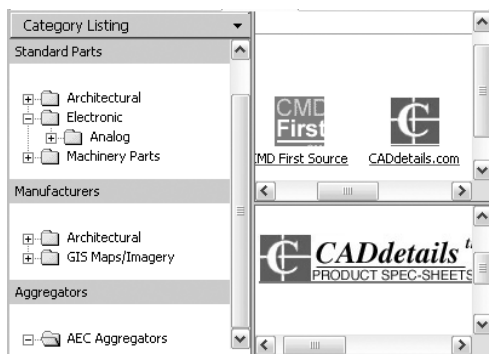 Category Listing
Standard Parts
Architectural
Electronic
Analog
Machinery Parts
Manufacturers
Architectural
GIS Maps/Imagery
Aggregators
AEC Aggregators
CMD
First
MD First Source
CADdetails.com
CADdetails
PRODUCT SPEC-SHEETS